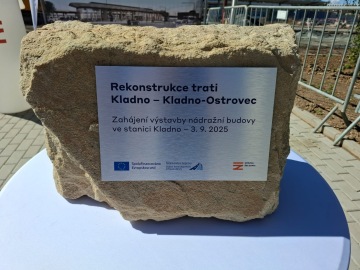 Rekonstrukce trati
Kladno – Kladno-Ostrovec
Zahájení výstavby nádražní budovy
ve stanici Kladno – 3. 9. 2025
Spolufinancováno
Evropskou unií